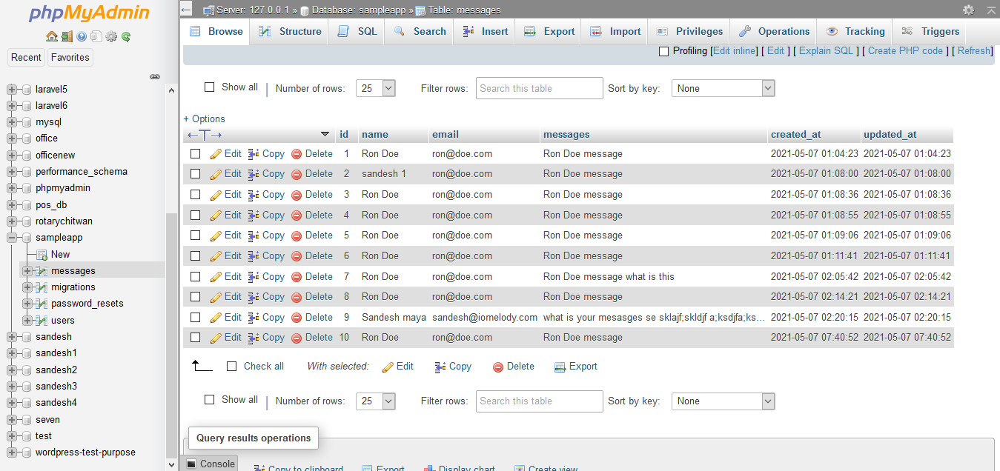 phpMyAdmin
Recent Favorites
laravel5
laravel6
mysql
office
officenew
performance_schema
phpmyadmin
pos_db
rotarychitwan
sampleapp
New
messages
migrations
password_resets
users
sandesh
sandesh1
sandesh2
sandesh3
sandesh4
seven
test
wordpress-test-purpose
Server: 127.0.0.1 » Database: sampleapp » Table: messages
Browse Structure SQL Search Insert Export Import Privileges Operations Tracking Triggers
Profiling [Edit inline] [ Edit ] [ Explain SQL ] [ Create PHP code ] [ Refresh]
Show all | Number of rows: 25 Filter rows: Search this table Sort by key: None
+ Options
←T→ id name email messages created_at updated_at
Edit Copy Delete 1 Ron Doe ron@doe.com Ron Doe message 2021-05-07 01:04:23 2021-05-07 01:04:23
Edit Copy Delete 2 sandesh 1 ron@doe.com Ron Doe message 2021-05-07 01:08:00 2021-05-07 01:08:00
Edit Copy Delete 3 Ron Doe ron@doe.com Ron Doe message 2021-05-07 01:08:36 2021-05-07 01:08:36
Edit Copy Delete 4 Ron Doe ron@doe.com Ron Doe message 2021-05-07 01:08:55 2021-05-07 01:08:55
Edit Copy Delete 5 Ron Doe ron@doe.com Ron Doe message 2021-05-07 01:09:06 2021-05-07 01:09:06
Edit Copy Delete 6 Ron Doe ron@doe.com Ron Doe message 2021-05-07 01:11:41 2021-05-07 01:11:41
Edit Copy Delete 7 Ron Doe ron@doe.com Ron Doe message what is this 2021-05-07 02:05:42 2021-05-07 02:05:42
Edit Copy Delete 8 Ron Doe ron@doe.com Ron Doe message 2021-05-07 02:14:21 2021-05-07 02:14:21
Edit Copy Delete 9 Sandesh maya sandesh@iomelody.com what is your mesasges se sklajf;skldjf a;ksdjfa;ks... 2021-05-07 02:20:15 2021-05-07 02:20:15
Edit Copy Delete 10 Ron Doe ron@doe.com Ron Doe message 2021-05-07 07:40:52 2021-05-07 07:40:52
Check all With selected: Edit Copy Delete Export
Show all | Number of rows: 25 Filter rows: Search this table Sort by key: None
Query results operations
Console
Copy to clipboard Export Display chart Create view